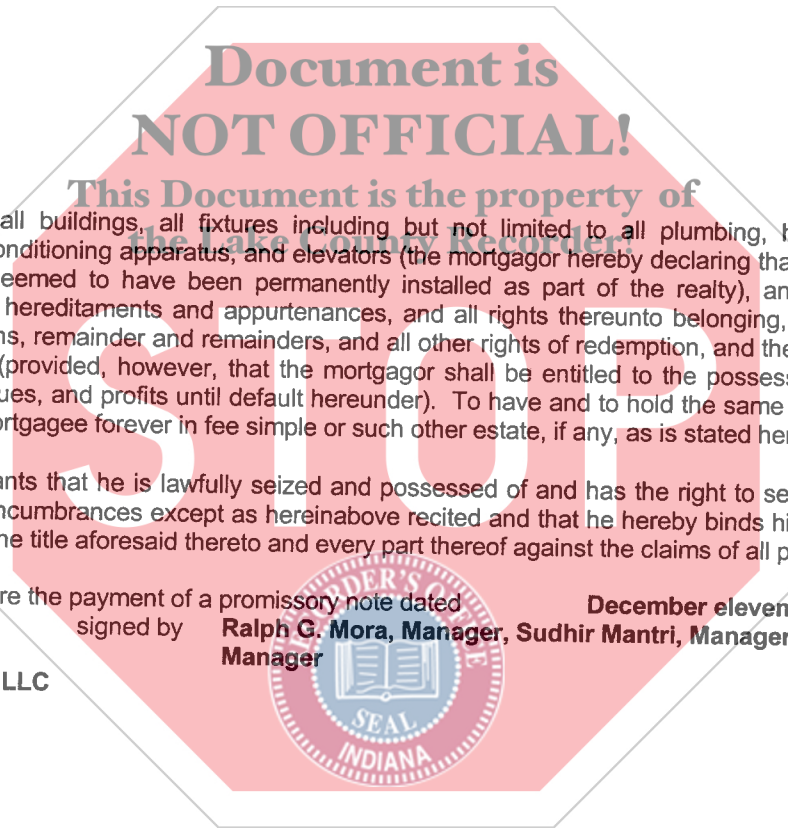 Document is
NOT OFFICIAL!
This Document is the property of
the Lake County Recorder!
all buildings, all fixtures including but not limited to all plumbing,
onditioning apparatus, and elevators (the mortgagor hereby declaring tha
eemed to have been permanently installed as part of the realty), an
hereditaments and appurtenances, and all rights thereunto belonging,
ns, remainder and remainders, and all other rights of redemption, and the
(provided, however, that the mortgagor shall be entitled to the possess
ues, and profits until default hereunder). To have and to hold the same
ortgagee forever in fee simple or such other estate, if any, as is stated her
STOP
ants that he is lawfully seized and possessed of and has the right to se
ncumbrances except as hereinabove recited and that he hereby binds hi
he title aforesaid thereto and every part thereof against the claims of all p
re the payment of a promissory note dated December eleven
signed by Ralph G. Mora, Manager, Sudhir Mantri, Manager
Manager
LLC
RDER'S OFFICE
SEAL
INDIANA